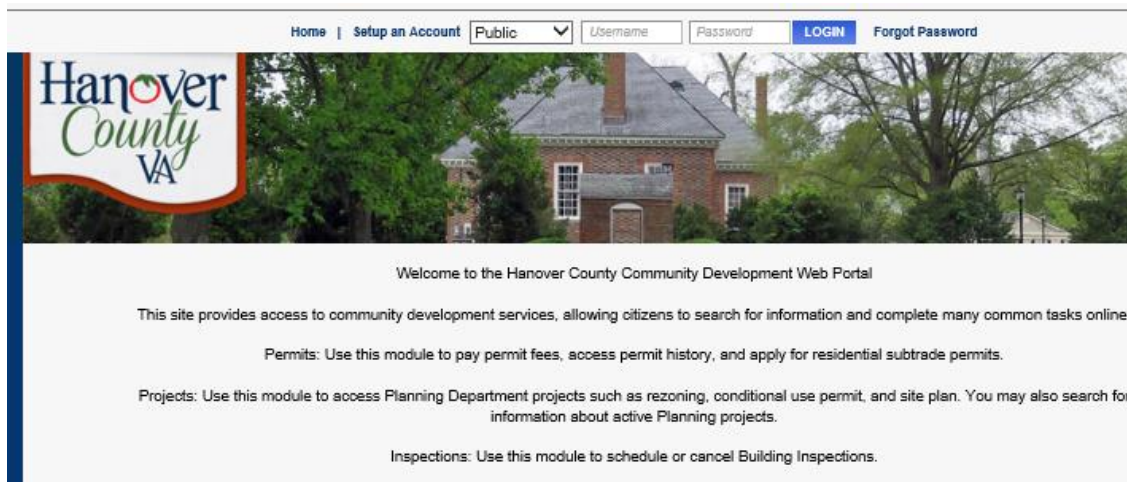 Home | Setup an Account Public Username Password LOGIN Forgot Password
Hanover
County
VA
Welcome to the Hanover County Community Development Web Portal
This site provides access to community development services, allowing citizens to search for information and complete many common tasks online
Permits: Use this module to pay permit fees, access permit history, and apply for residential subtrade permits.
Projects: Use this module to access Planning Department projects such as rezoning, conditional use permit, and site plan. You may also search for
information about active Planning projects.
Inspections: Use this module to schedule or cancel Building Inspections.